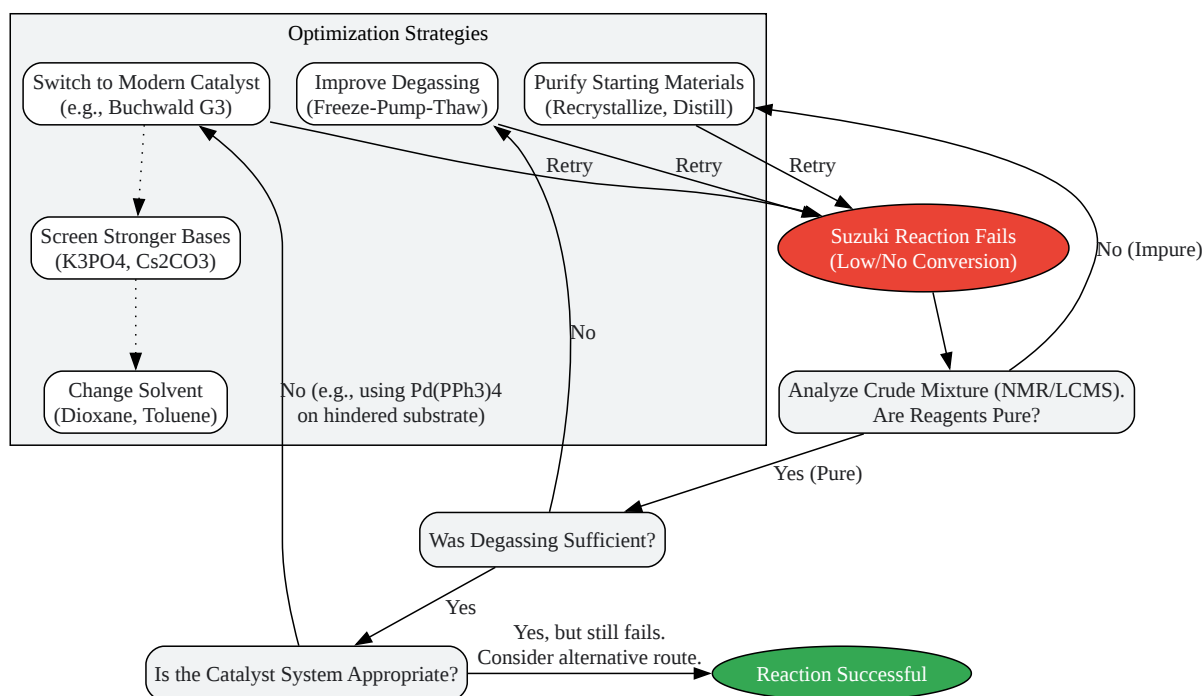 Optimization Strategies
Switch to Modern Catalyst
(e.g., Buchwald G3)
Improve Degassing
(Freeze-Pump-Thaw)
Purify Starting Materials
(Recrystallize, Distill)
Retry
Retry
Retry
Screen Stronger Bases
(K3PO4, Cs2CO3)
Suzuki Reaction Fails
(Low/No Conversion)
No (Impure)
No
Change Solvent
(Dioxane, Toluene)
No (e.g., using Pd(PPh3)4
on hindered substrate)
Analyze Crude Mixture (NMR/LCMS).
Are Reagents Pure?
Yes (Pure)
Was Degassing Sufficient?
Yes
Yes, but still fails.
Consider alternative route.
Is the Catalyst System Appropriate?
Reaction Successful